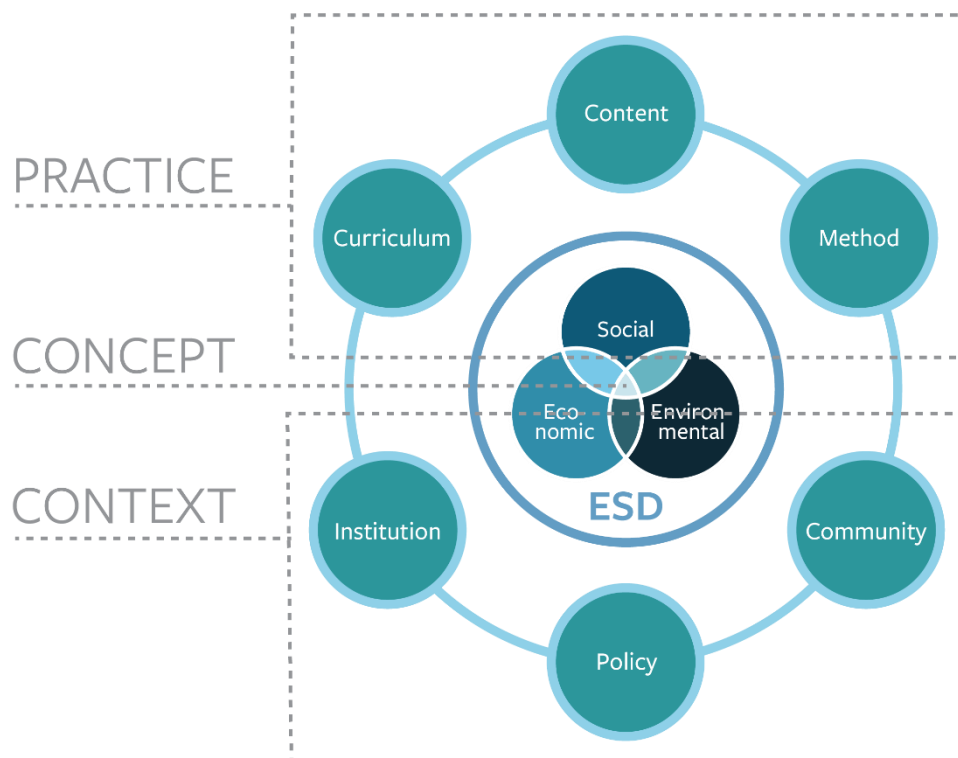 Content
PRACTICE
Curriculum
Method
Social
CONCEPT
Eco
nomic
Environ
mental
ESD
CONTEXT
Institution
Community
Policy